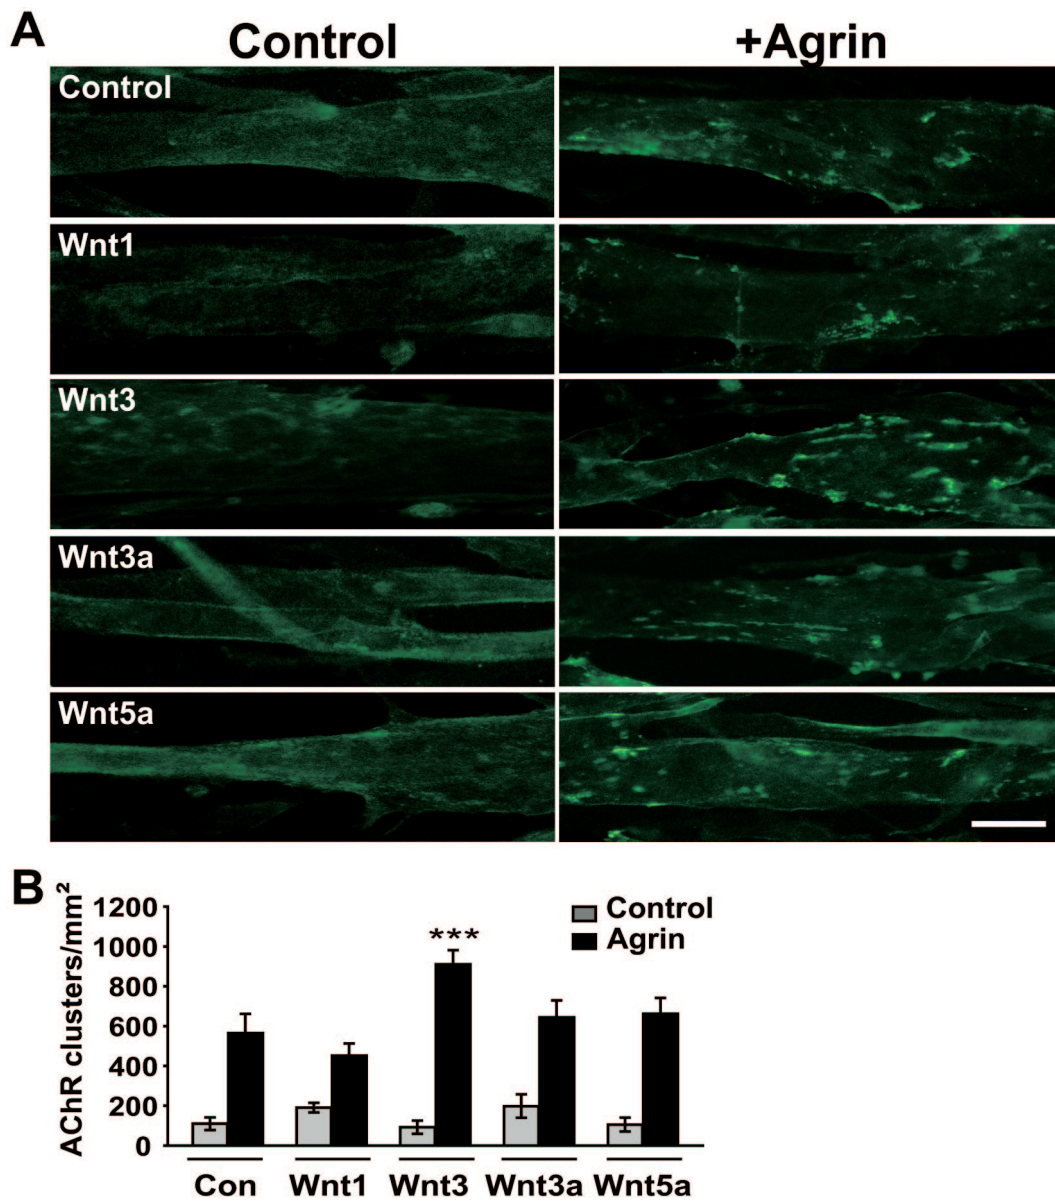 A
Control +Agrin
Control
Wnt1
Wnt3
Wnt3a
Wnt5a
B
AChR clusters/mm²
1200
1000
800
600
400
200
0
***
Control
Agrin
Con Wnt1 Wnt3 Wnt3a Wnt5a